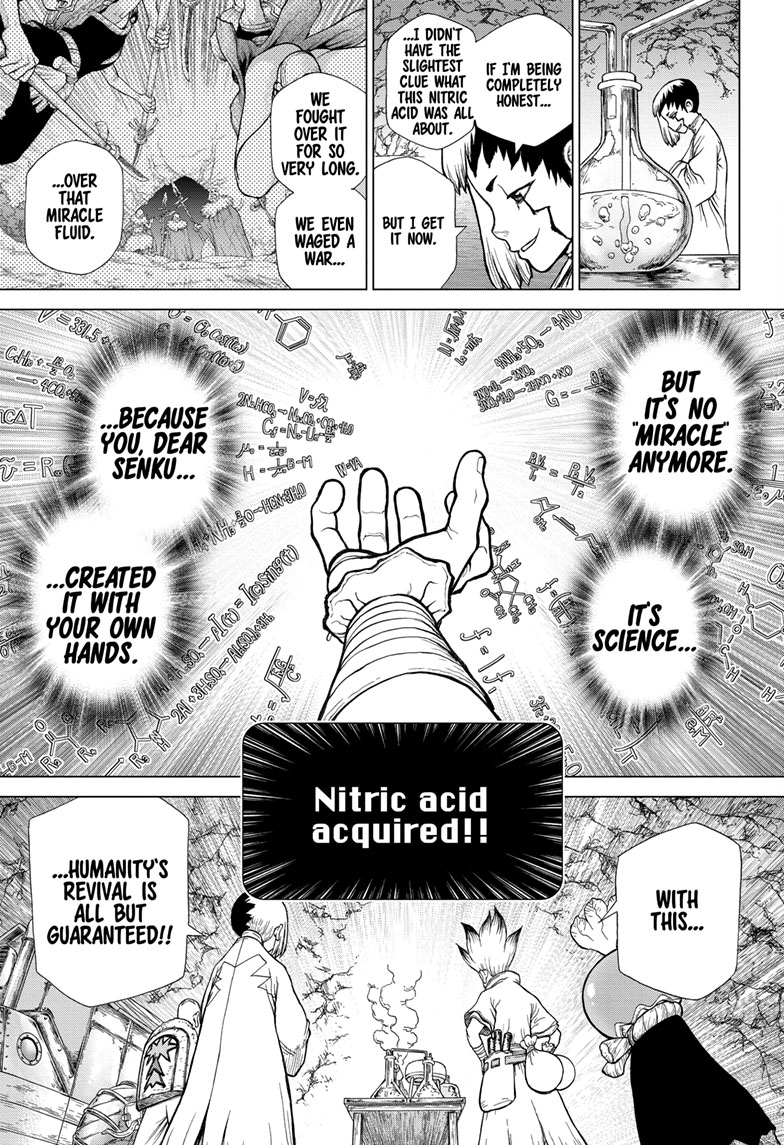 IF I'M BEING
COMPLETELY
HONEST...
...I DIDN'T
HAVE THE
SLIGHTEST
CLUE WHAT
THIS NITRIC
ACID WAS ALL
ABOUT.
BUT I GET
IT NOW.
WE
FOUGHT
OVER IT
FOR SO
VERY LONG.
WE EVEN
WAGED A
WAR...
...OVER
THAT
MIRACLE
FLUID.
BUT
IT'S NO
"MIRACLE"
ANYMORE.
IT'S
SCIENCE...
...BECAUSE
YOU, DEAR
SENKU...
...CREATED
IT WITH
YOUR OWN
HANDS.
Nitric acid
acquired!!
WITH
THIS...
...HUMANITY'S
REVIVAL IS
ALL BUT
GUARANTEED!!